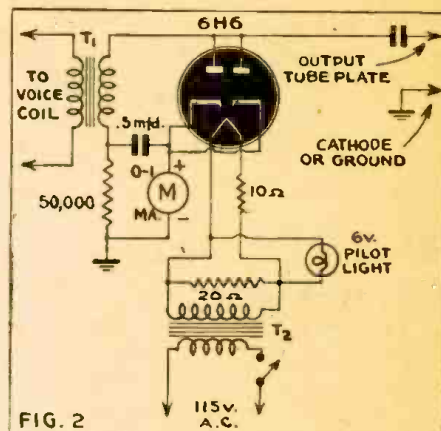 6H6
T1
TO
VOICE
COIL
.5 mfd.
0-1
M
MA.
+
-
50,000
OUTPUT
TUBE PLATE
CATHODE
OR GROUND
10Ω
6v.
PILOT
LIGHT
20Ω
T2
115v.
A.C.
FIG. 2